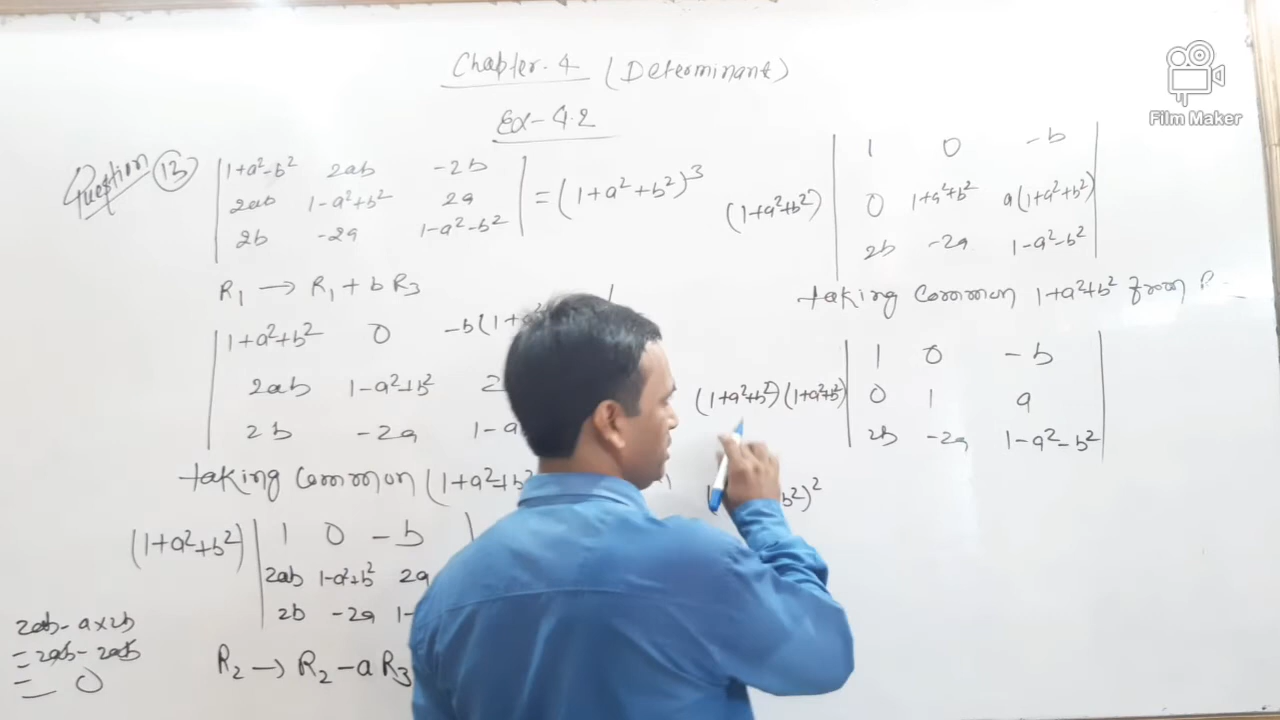 Chapter-4 (Determinant)
Ex-4.2
Question 13
1+a²-b² 2ab -2b
2ab 1-a²+b² 2a
2b -2a 1-a²-b²
= (1+a²+b²)³
R₁ → R₁ + bR₃
1+a²+b² 0 -b(1+a²
2ab 1-a²+b² 2
2b -2a 1-a
taking common (1+a²+b²
(1+a²+b²)
1 0 -b
2ab 1-a²+b² 2a
2b -2a 1-
2ab - a×2b
= 2ab - 2ab
= 0
R₂ → R₂ - aR₃
(1+a²+b²)
1 0 -b
0 1+a²+b² a(1+a²+b²)
2b -2a 1-a²-b²
taking common 1+a²+b² from
(1+a²+b²)(1+a²+b²)
1 0 -b
0 1 a
2b -2a 1-a²-b²
b²)²
Film Maker